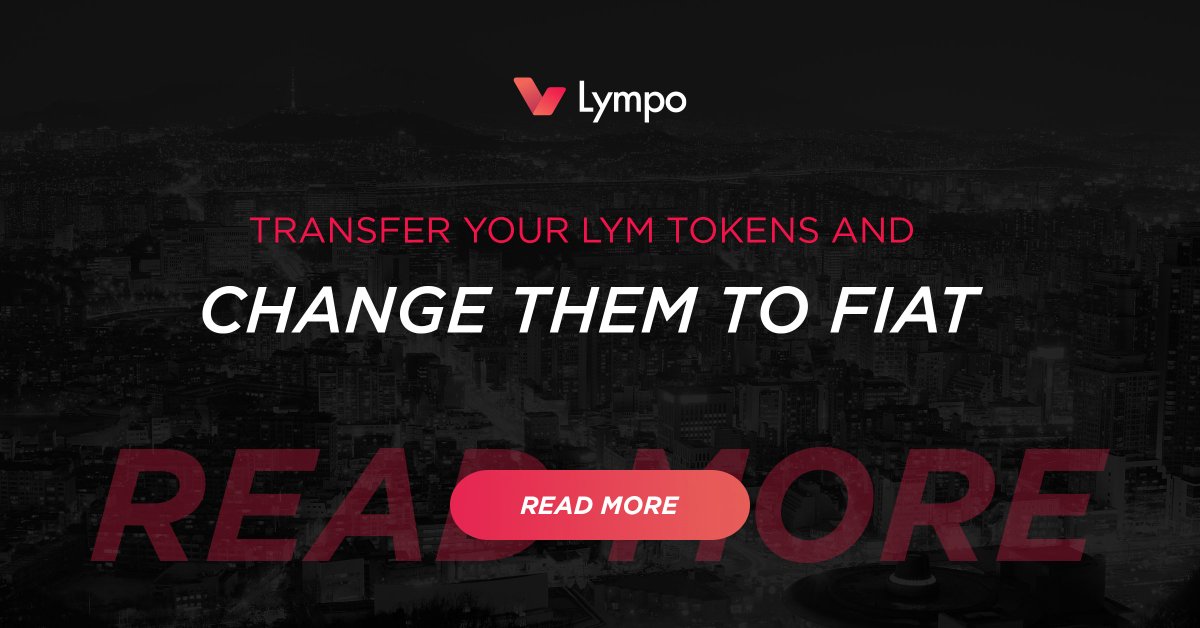 Lympo
TRANSFER YOUR LYM TOKENS AND
CHANGE THEM TO FIAT
READ MORE
READ MORE